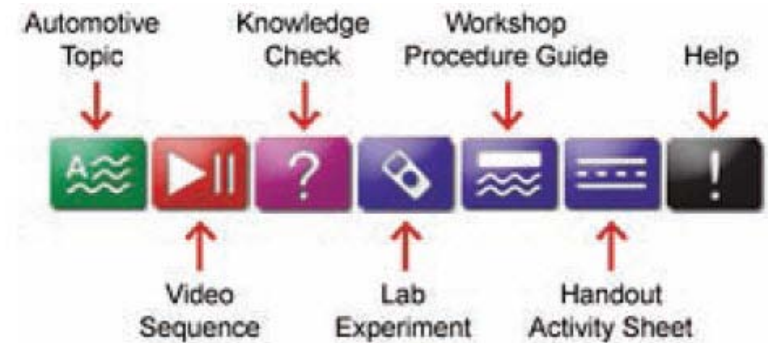 Automotive
Topic
Knowledge
Check
Workshop
Procedure Guide
Help
A
?
!
Video
Sequence
Lab
Experiment
Handout
Activity Sheet